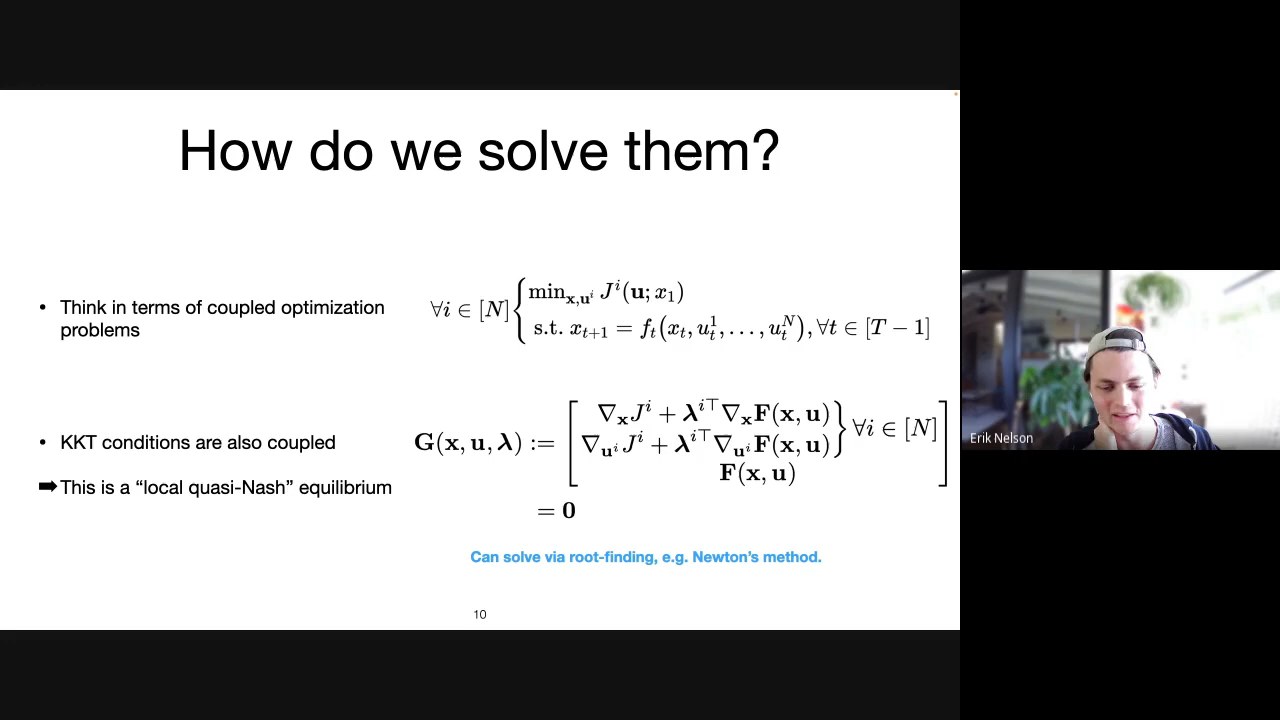 How do we solve them?
• Think in terms of coupled optimization
problems
∀i ∈ [N] { min_{𝐱,𝐮^i} J^i(𝐮; x_1)
s.t. x_{t+1} = f_t(x_t, u_t^1, . . . , u_t^N), ∀t ∈ [T − 1]
• KKT conditions are also coupled
➡ This is a “local quasi-Nash” equilibrium
𝐆(𝐱, 𝐮, 𝛌) := [ ∇_𝐱 J^i + 𝛌^{i⊤} ∇_𝐱 𝐅(𝐱, 𝐮)
∇_{𝐮^i} J^i + 𝛌^{i⊤} ∇_{𝐮^i} 𝐅(𝐱, 𝐮) } ∀i ∈ [N]
𝐅(𝐱, 𝐮) ]
= 𝟎
Can solve via root-finding, e.g. Newton’s method.
10
Erik Nelson